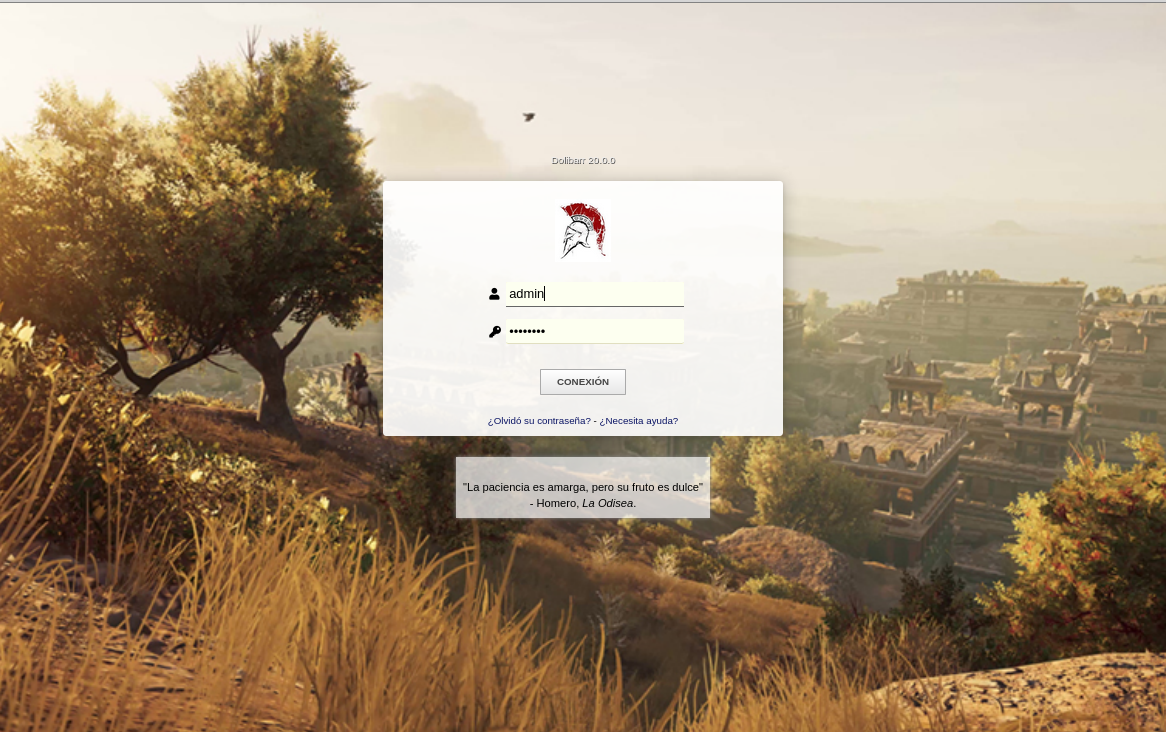 Dolibarr 20.0.0
admin
••••••••
CONEXIÓN
¿Olvidó su contraseña? - ¿Necesita ayuda?
"La paciencia es amarga, pero su fruto es dulce"
- Homero, La Odisea.